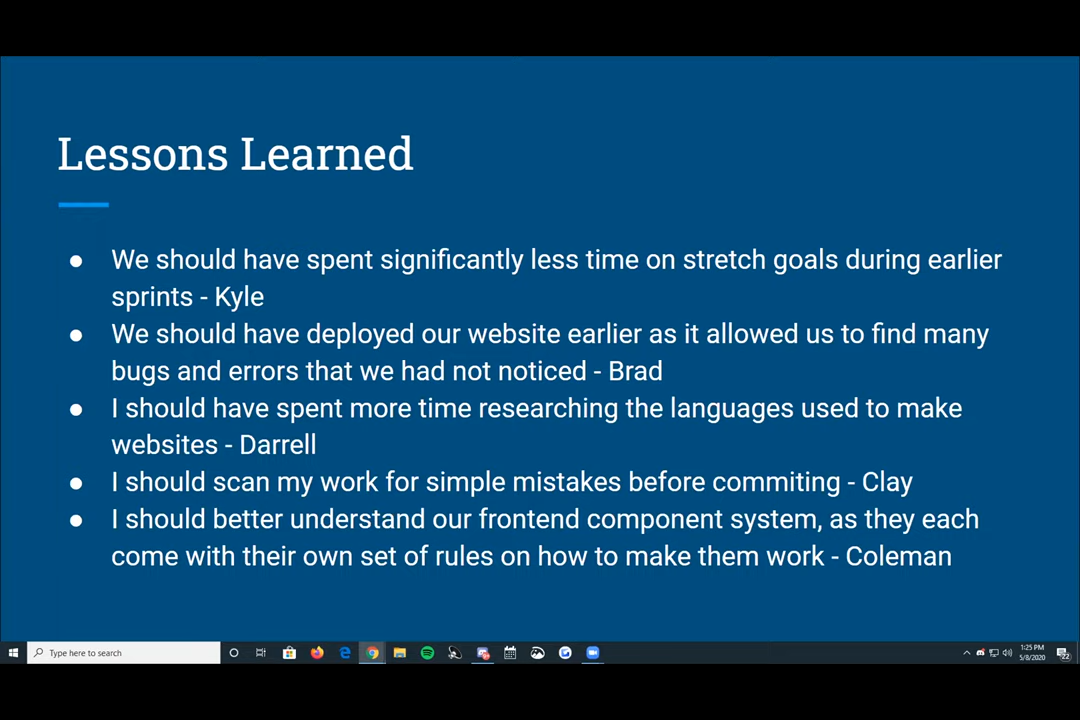 Lessons Learned
● We should have spent significantly less time on stretch goals during earlier
sprints - Kyle
● We should have deployed our website earlier as it allowed us to find many
bugs and errors that we had not noticed - Brad
● I should have spent more time researching the languages used to make
websites - Darrell
● I should scan my work for simple mistakes before commiting - Clay
● I should better understand our frontend component system, as they each
come with their own set of rules on how to make them work - Coleman
Type here to search
1:25 PM
5/8/2020
22